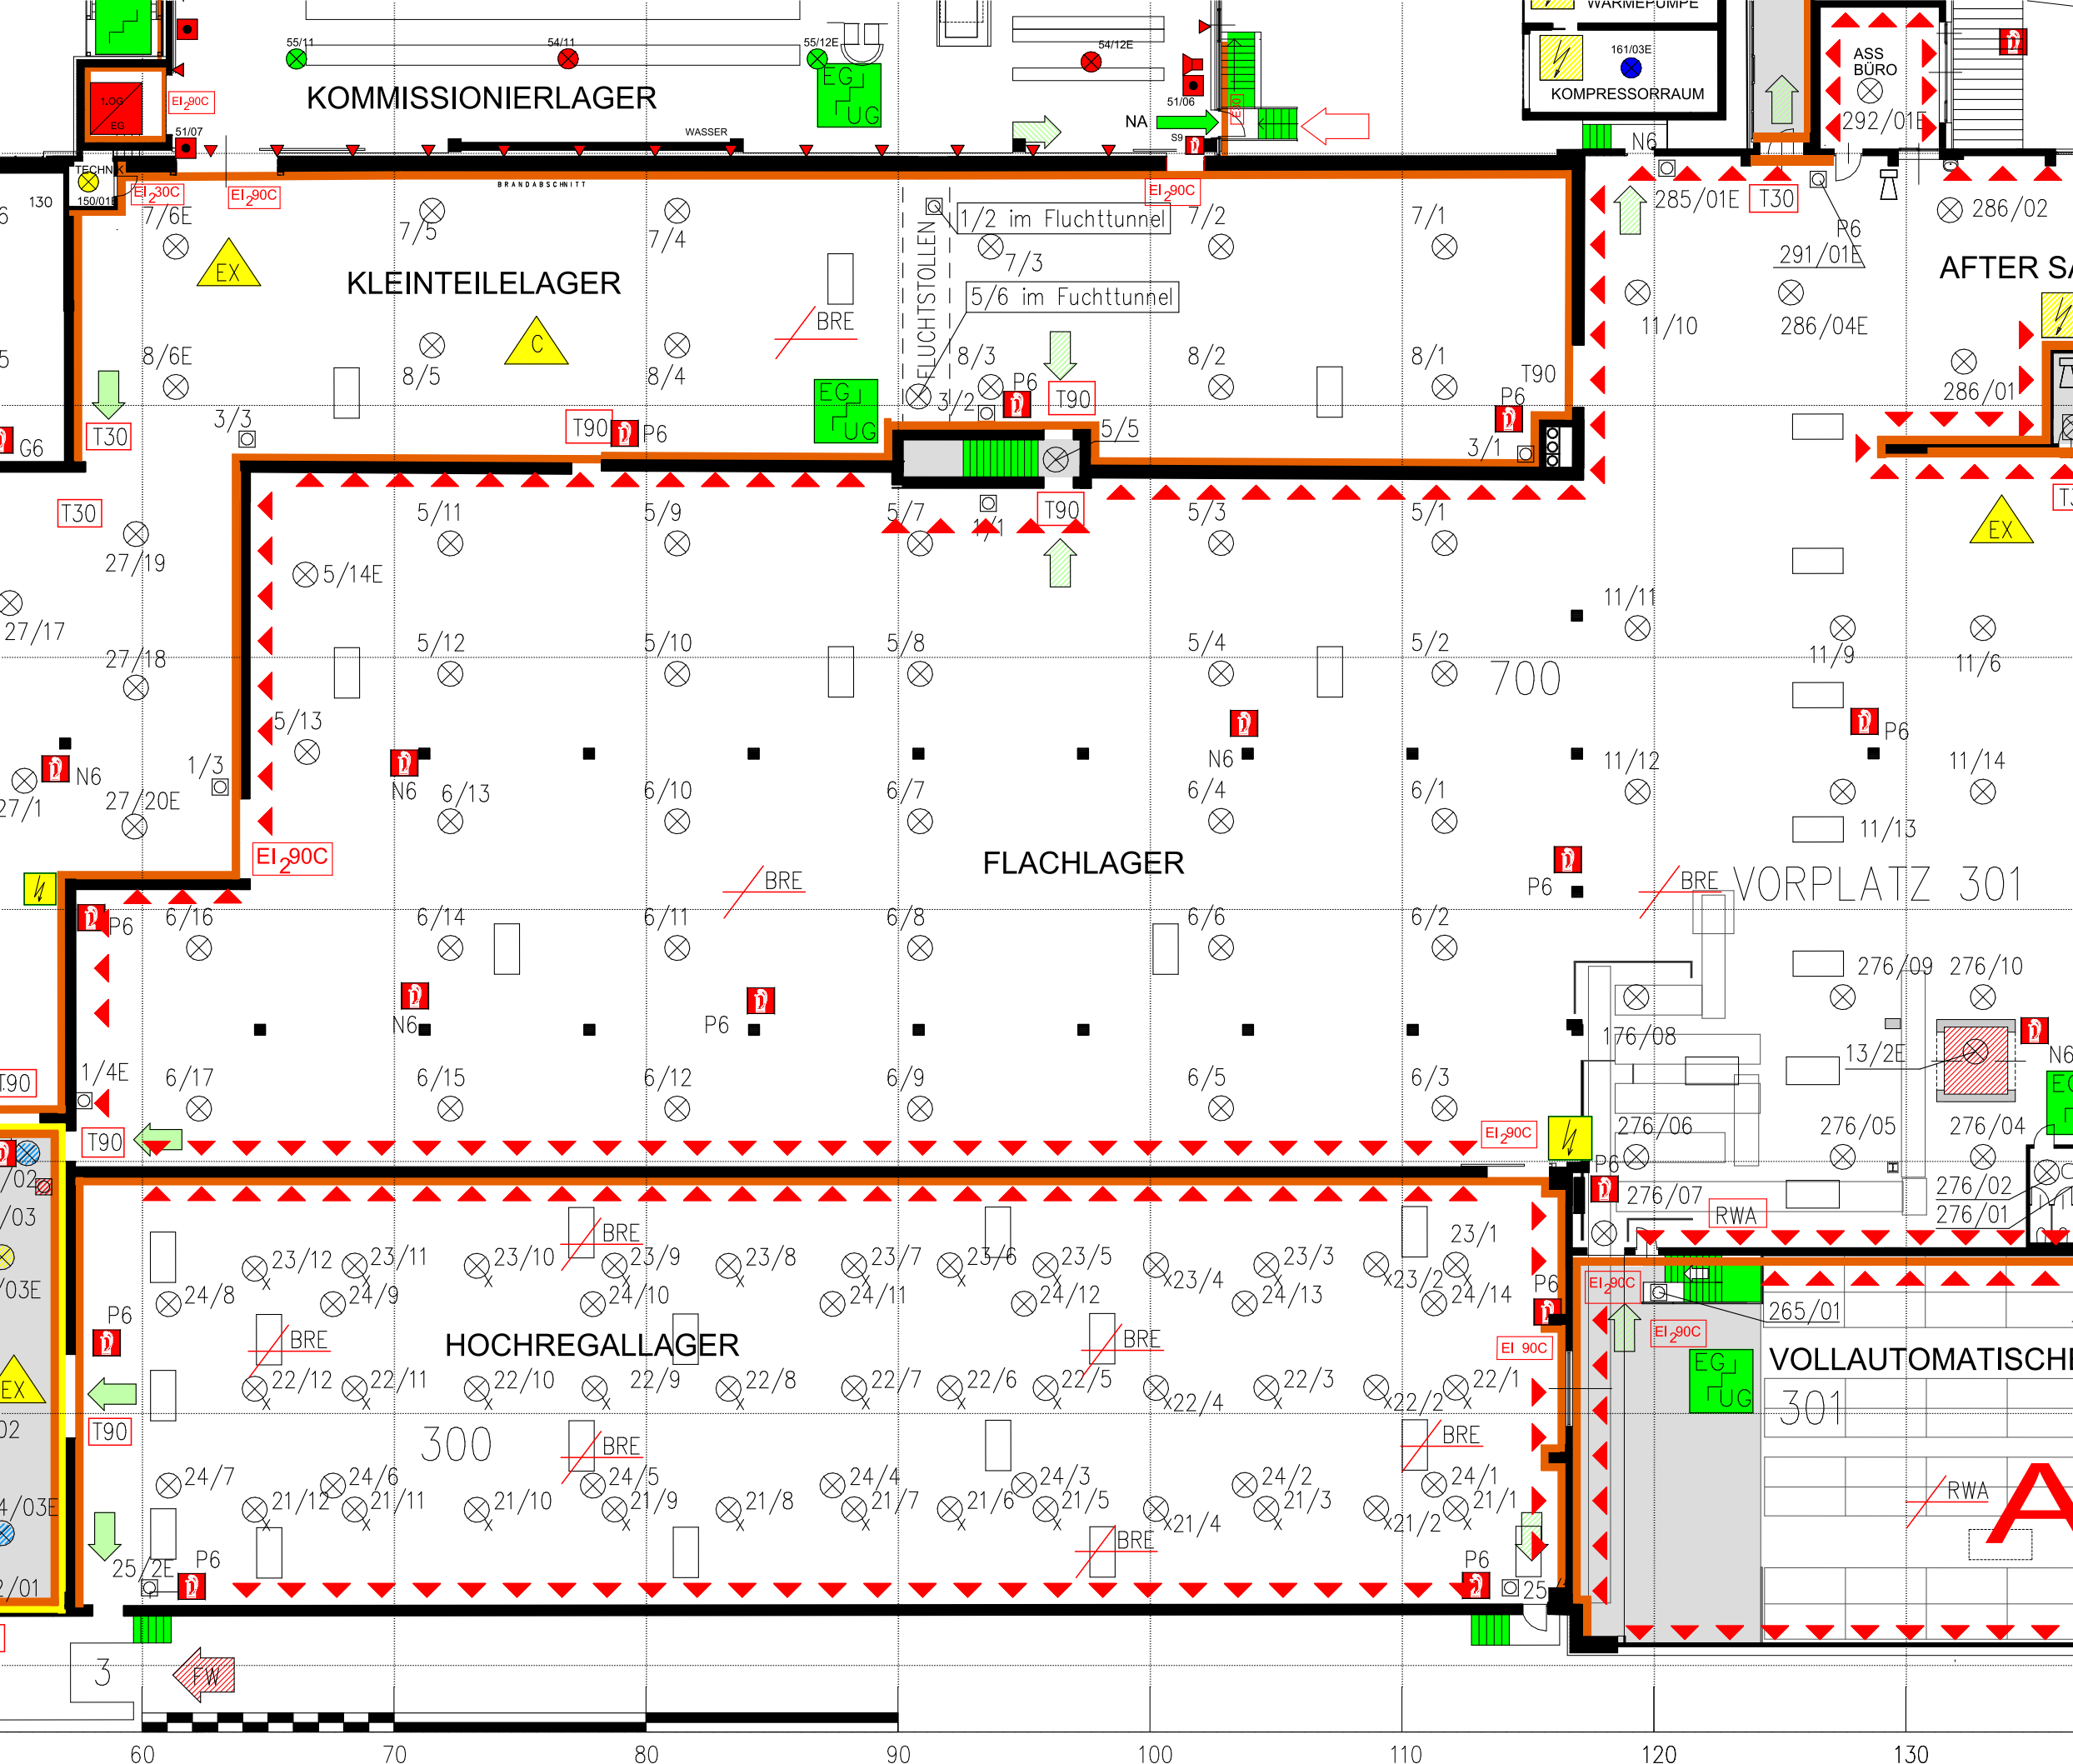 WÄRMEPUMPE
55/11
54/11
55/12E
54/12E
161/03E
ASS
BÜRO
EG
UG
1.OG
EG
EI₂90C
KOMMISSIONIERLAGER
51/06
EI90
KOMPRESSORRAUM
292/01E
51/07
WASSER
NA
S9
N6
TECHNIK
150/01E
EI₂30C
EI₂90C
BRANDABSCHNITT
EI₂90C
285/01E
T30
130
7/6E
7/5
7/4
1/2 im Fluchttunnel
7/2
7/1
286/02
P6
291/01E
EX
KLEINTEILELAGER
FLUCHTSTOLLEN
7/3
AFTER SA
5/6 im Fuchttunnel
BRE
11/10
286/04E
C
8/6E
8/5
8/4
8/3
8/2
8/1
T90
P6
286/01
3/3
T90
P6
EG
UG
3/2
P6
T90
5/5
3/1
G6
T30
T30
5/11
5/9
5/7
1/1
T90
5/3
5/1
EX
27/19
5/14E
27/17
11/11
27/18
5/12
5/10
5/8
5/4
5/2
700
11/9
11/6
5/13
P6
N6
1/3
N6
N6
11/12
11/14
27/1
27/20E
6/13
6/10
6/7
6/4
6/1
11/13
EI₂90C
FLACHLAGER
P6
BRE
BRE
VORPLATZ 301
P6
6/16
6/14
6/11
6/8
6/6
6/2
276/09
276/10
N6
P6
176/08
13/2E
N6
T90
1/4E
6/17
6/15
6/12
6/9
6/5
6/3
T90
EI₂90C
276/06
276/05
276/04
P6
276/07
276/02
276/01
RWA
BRE
23/12
23/11
23/10
23/9
23/8
23/7
23/6
23/5
23/4
23/3
23/2
23/1
24/8
24/9
24/10
24/11
24/12
24/13
24/14
P6
P6
EI₂90C
265/01
EI₂90C
BRE
HOCHREGALLAGER
BRE
EI 90C
EG
UG
VOLLAUTOMATISCHE
EX
22/12
22/11
22/10
22/9
22/8
22/7
22/6
22/5
22/4
22/3
22/2
22/1
301
T90
300
BRE
BRE
24/7
24/6
24/5
24/4
24/3
24/2
24/1
RWA
21/12
21/11
21/10
21/9
21/8
21/7
21/6
21/5
21/4
21/3
21/2
21/1
A
BRE
25/2E
P6
P6
3
FW
60
70
80
90
100
110
120
130